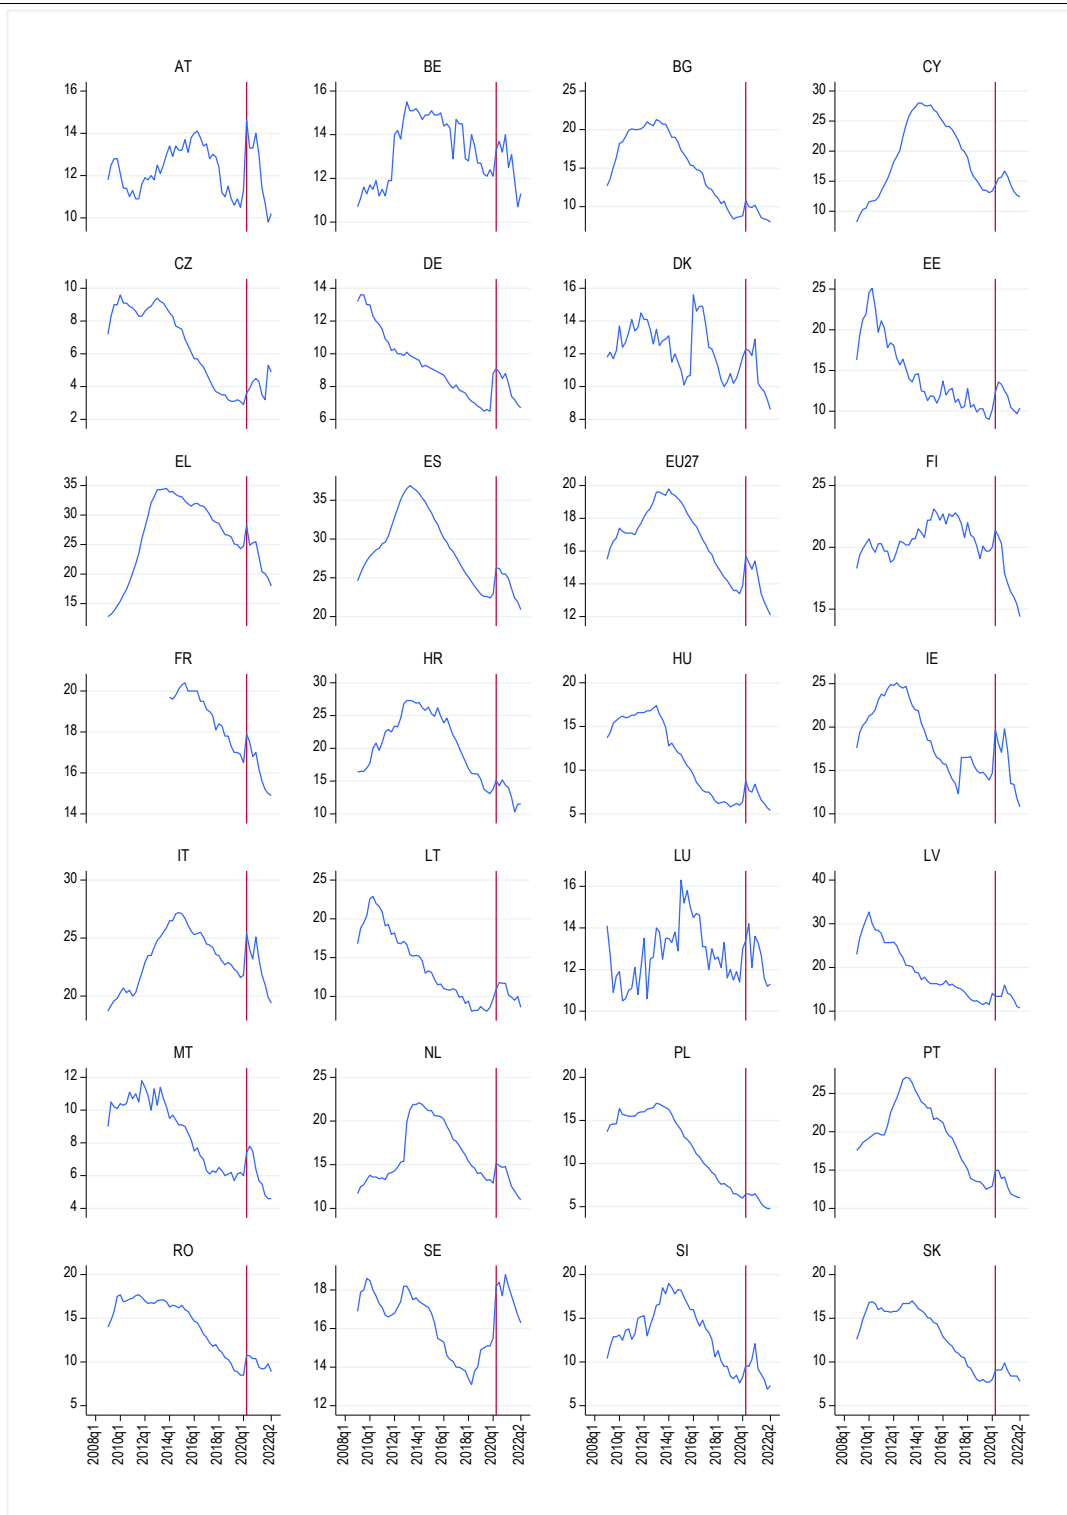 AT BE BG CY
16 14 12 10
16 14 12 10
25 20 15 10
30 25 20 15 10
CZ DE DK EE
10 8 6 4 2
14 12 10 8 6
16 14 12 10 8
25 20 15 10
EL ES EU27 FI
35 30 25 20 15
35 30 25 20
20 18 16 14 12
25 20 15
FR HR HU IE
20 18 16 14
30 25 20 15 10
20 15 10 5
25 20 15 10
IT LT LU LV
30 25 20
25 20 15 10
16 14 12 10
40 30 20 10
MT NL PL PT
12 10 8 6 4
25 20 15 10
20 15 10 5
25 20 15 10
RO SE SI SK
20 15 10 5
18 16 14 12
20 15 10 5
20 15 10 5
2008q1 2010q1 2012q1 2014q1 2016q1 2018q1 2020q1 2022q2
2008q1 2010q1 2012q1 2014q1 2016q1 2018q1 2020q1 2022q2
2008q1 2010q1 2012q1 2014q1 2016q1 2018q1 2020q1 2022q2
2008q1 2010q1 2012q1 2014q1 2016q1 2018q1 2020q1 2022q2